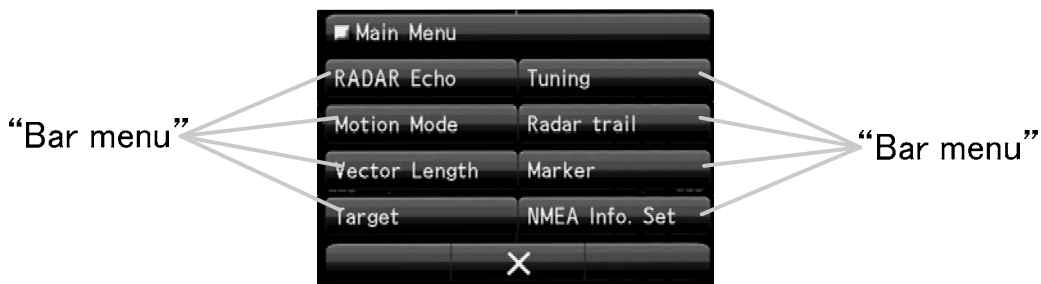 Main Menu
RADAR Echo Tuning
“Bar menu” Motion Mode Radar trail “Bar menu”
Vector Length Marker
Target NMEA Info. Set